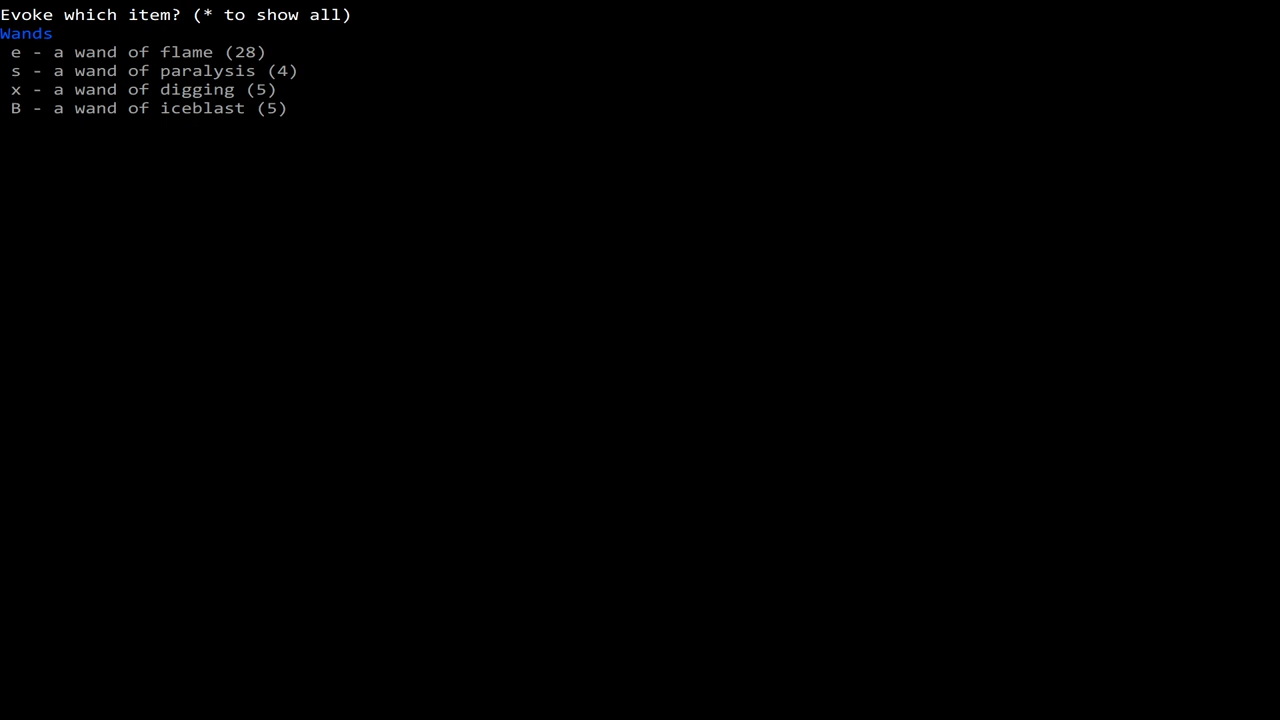 Evoke which item? (* to show all)
Wands
e - a wand of flame (28)
s - a wand of paralysis (4)
x - a wand of digging (5)
B - a wand of iceblast (5)